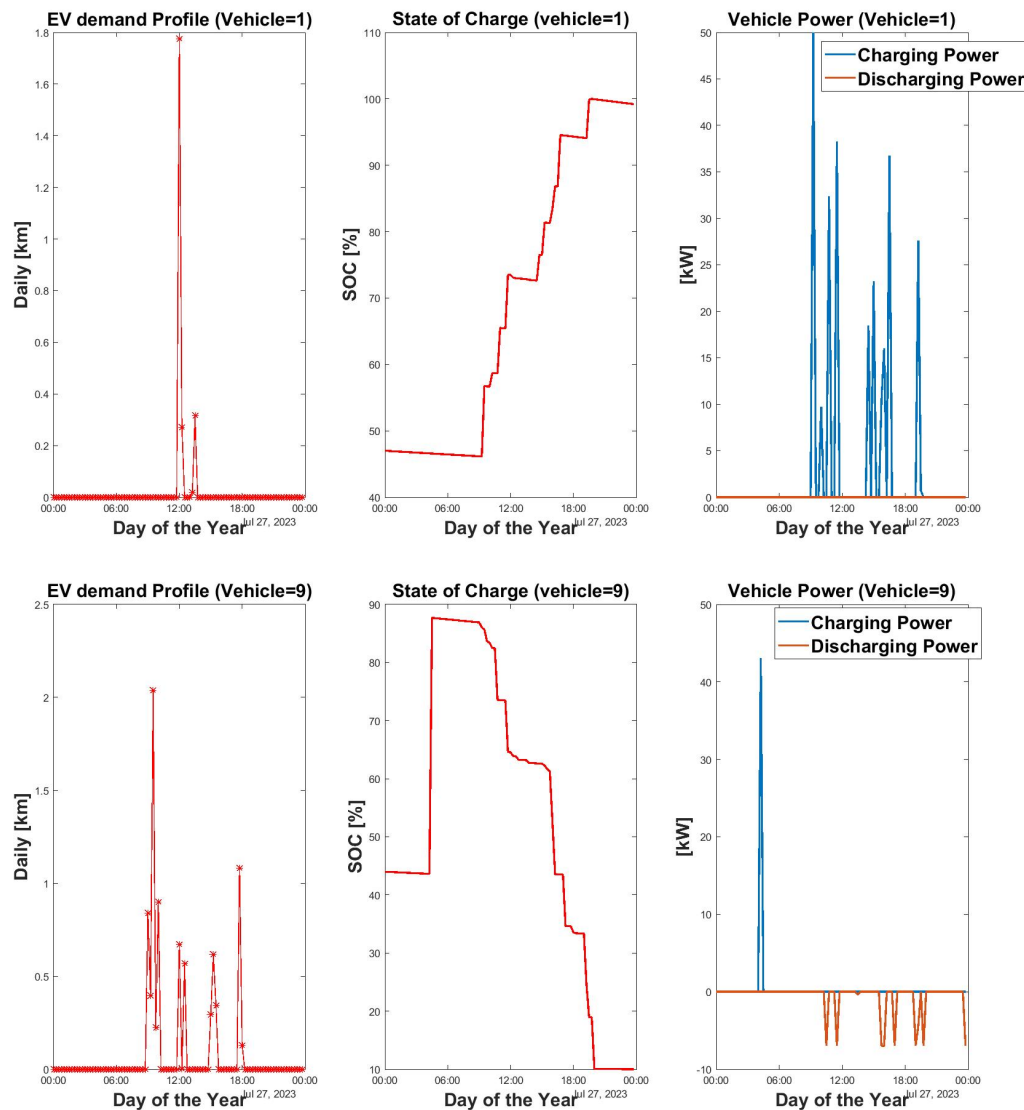 EV demand Profile (Vehicle=1)
1.8
1.6
1.4
1.2
1
0.8
0.6
0.4
0.2
0
Daily [km]
00:00 06:00 12:00 18:00 00:00
Day of the Year
Jul 27, 2023
State of Charge (vehicle=1)
110
100
90
80
70
60
50
40
SOC [%]
00:00 06:00 12:00 18:00 00:00
Day of the Year
Jul 27, 2023
Vehicle Power (Vehicle=1)
50
45
40
35
30
25
20
15
10
5
0
[kW]
Charging Power
Discharging Power
00:00 06:00 12:00 18:00 00:00
Day of the Year
Jul 27, 2023
EV demand Profile (Vehicle=9)
2.5
2
1.5
1
0.5
0
Daily [km]
00:00 06:00 12:00 18:00 00:00
Day of the Year
Jul 27, 2023
State of Charge (vehicle=9)
90
80
70
60
50
40
30
20
10
SOC [%]
00:00 06:00 12:00 18:00 00:00
Day of the Year
Jul 27, 2023
Vehicle Power (Vehicle=9)
50
40
30
20
10
0
-10
[kW]
Charging Power
Discharging Power
00:00 06:00 12:00 18:00 00:00
Day of the Year
Jul 27, 2023